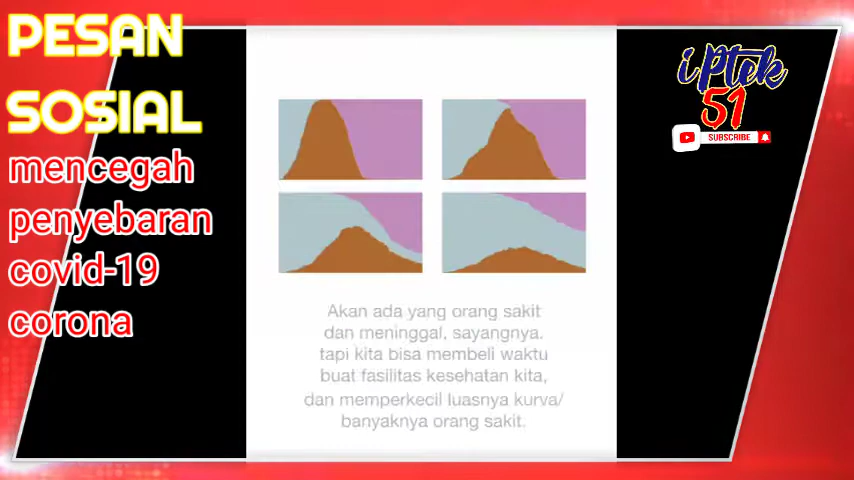 PESAN
SOSIAL
mencegah
penyebaran
covid-19
corona
iPtek
51
SUBSCRIBE
Akan ada yang orang sakit
dan meninggal, sayangnya.
tapi kita bisa membeli waktu
buat fasilitas kesehatan kita,
dan memperkecil luasnya kurva/
banyaknya orang sakit.